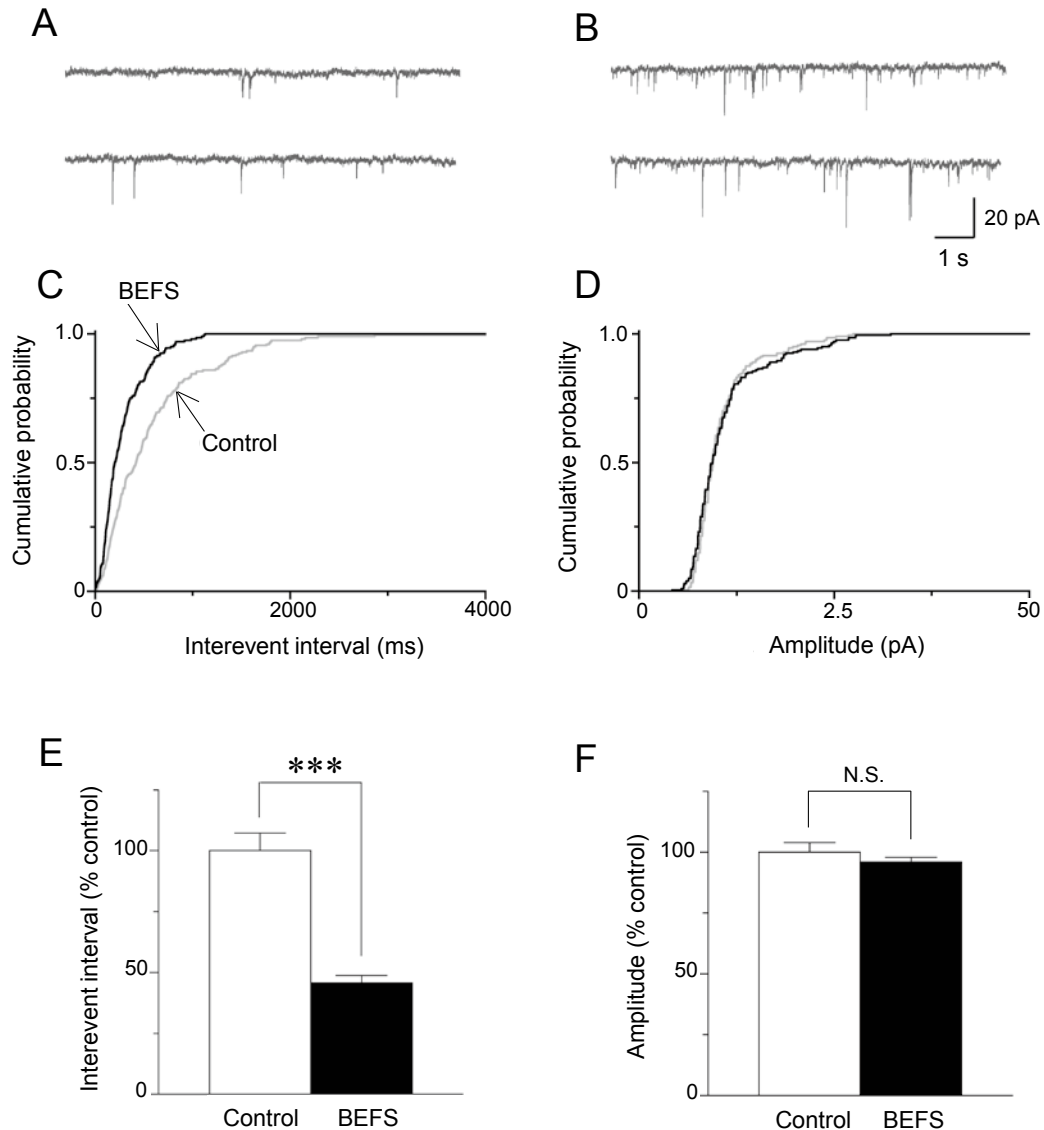 A
B
20 pA
1 s
C
BEFS
Control
1.0
0.5
0
Cumulative probability
0
2000
4000
Interevent interval (ms)
D
1.0
0.5
0
Cumulative probability
0
2.5
50
Amplitude (pA)
E
***
100
50
0
Interevent interval (% control)
Control
BEFS
F
N.S.
100
50
0
Amplitude (% control)
Control
BEFS